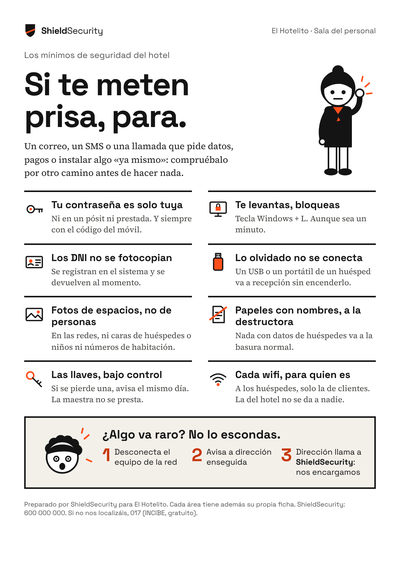 ShieldSecurity
El Hotelito · Sala del personal
Los mínimos de seguridad del hotel
Si te meten
prisa, para.
Un correo, un SMS o una llamada que pide datos,
pagos o instalar algo «ya mismo»: compruébalo
por otro camino antes de hacer nada.
Tu contraseña es solo tuya
Ni en un pósit ni prestada. Y siempre
con el código del móvil.
Te levantas, bloqueas
Tecla Windows + L. Aunque sea un
minuto.
Los DNI no se fotocopian
Se registran en el sistema y se
devuelven al momento.
Lo olvidado no se conecta
Un USB o un portátil de un huésped
va a recepción sin encenderlo.
Fotos de espacios, no de
personas
En las redes, ni caras de huéspedes o
niños ni números de habitación.
Papeles con nombres, a la
destructora
Nada con datos de huéspedes va a la
basura normal.
Las llaves, bajo control
Si se pierde una, avisa el mismo día.
La maestra no se presta.
Cada wifi, para quien es
A los huéspedes, solo la de clientes.
La del hotel no se da a nadie.
¿Algo va raro? No lo escondas.
1 Desconecta el
equipo de la red
2 Avisa a dirección
enseguida
3 Dirección llama a
ShieldSecurity:
nos encargamos
Preparado por ShieldSecurity para El Hotelito. Cada área tiene además su propia ficha. ShieldSecurity:
600 000 000. Si no nos localizáis, 017 (INCIBE, gratuito).